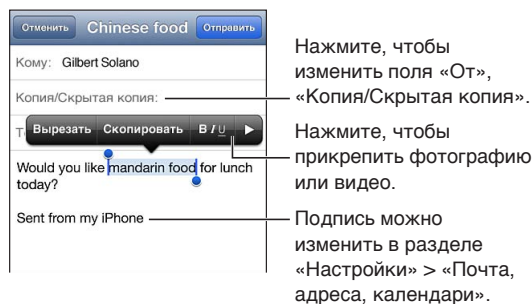 Отменить Chinese food Отправить
Кому: Gilbert Solano
Копия/Скрытая копия:
Вырезать Скопировать B I U
Would you like mandarin food for lunch
today?
Sent from my iPhone
Нажмите, чтобы
изменить поля «От»,
«Копия/Скрытая копия».
Нажмите, чтобы
прикрепить фотографию
или видео.
Подпись можно
изменить в разделе
«Настройки» > «Почта,
адреса, календари».